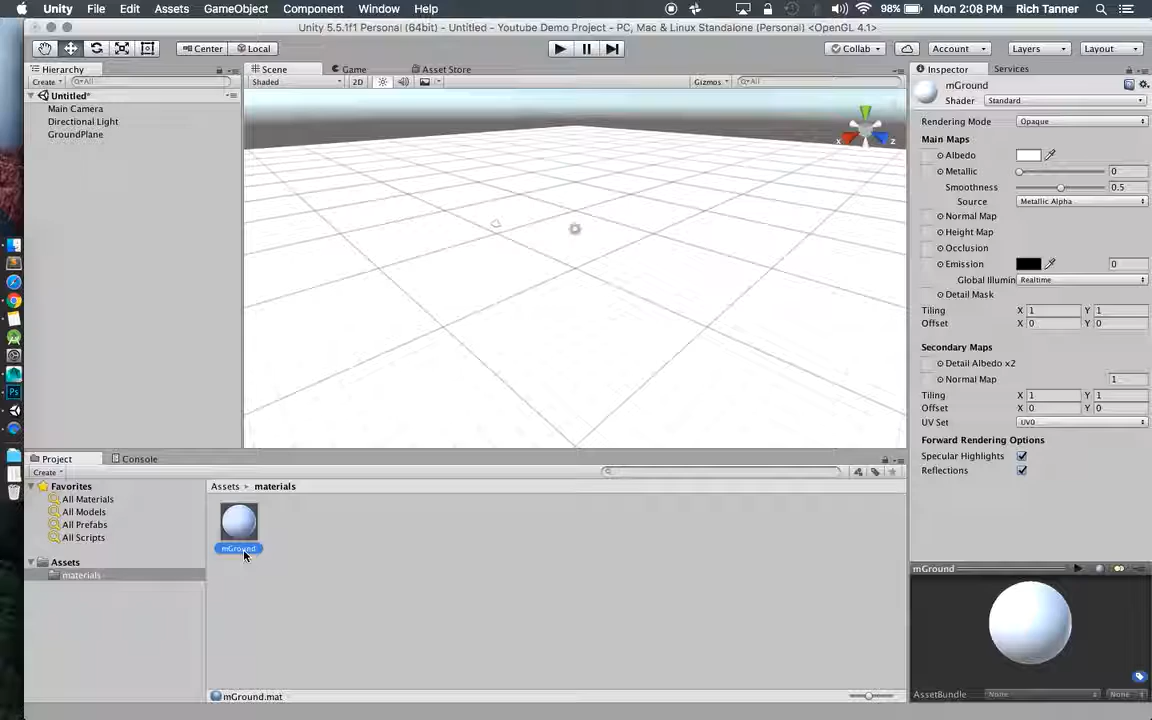 Unity File Edit Assets GameObject Component Window Help 98% Mon 2:08 PM Rich Tanner
Unity 5.5.1f1 Personal (64bit) - Untitled - Youtube Demo Project - PC, Mac & Linux Standalone (Personal) <OpenGL 4.1>
Center Local Collab Account Layers Layout
Hierarchy Scene Game Asset Store Inspector Services
Create All Shaded 2D Gizmos All
mGround
Untitled*
Shader Standard
Main Camera
Directional Light
GroundPlane
x z
Rendering Mode Opaque
Main Maps
Albedo
Metallic 0
Smoothness 0.5
Source Metallic Alpha
Normal Map
Height Map
Occlusion
Emission 0
Global Illumin Realtime
Detail Mask
Tiling X 1 Y 1
Offset X 0 Y 0
Secondary Maps
Detail Albedo x2
Normal Map 1
Tiling X 1 Y 1
Offset X 0 Y 0
UV Set UV0
Forward Rendering Options
Specular Highlights
Reflections
Project Console
Create
Favorites
All Materials
All Models
All Prefabs
All Scripts
Assets
materials
Assets materials
mGround
mGround.mat
mGround
AssetBundle None None